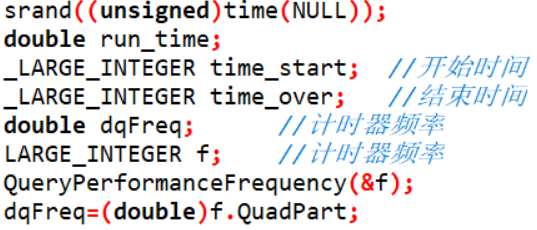 srand((unsigned)time(NULL));
double run_time;
_LARGE_INTEGER time_start;  //开始时间
_LARGE_INTEGER time_over;   //结束时间
double dqFreq;      //计时器频率
LARGE_INTEGER f;    //计时器频率
QueryPerformanceFrequency(&f);
dqFreq=(double)f.QuadPart;